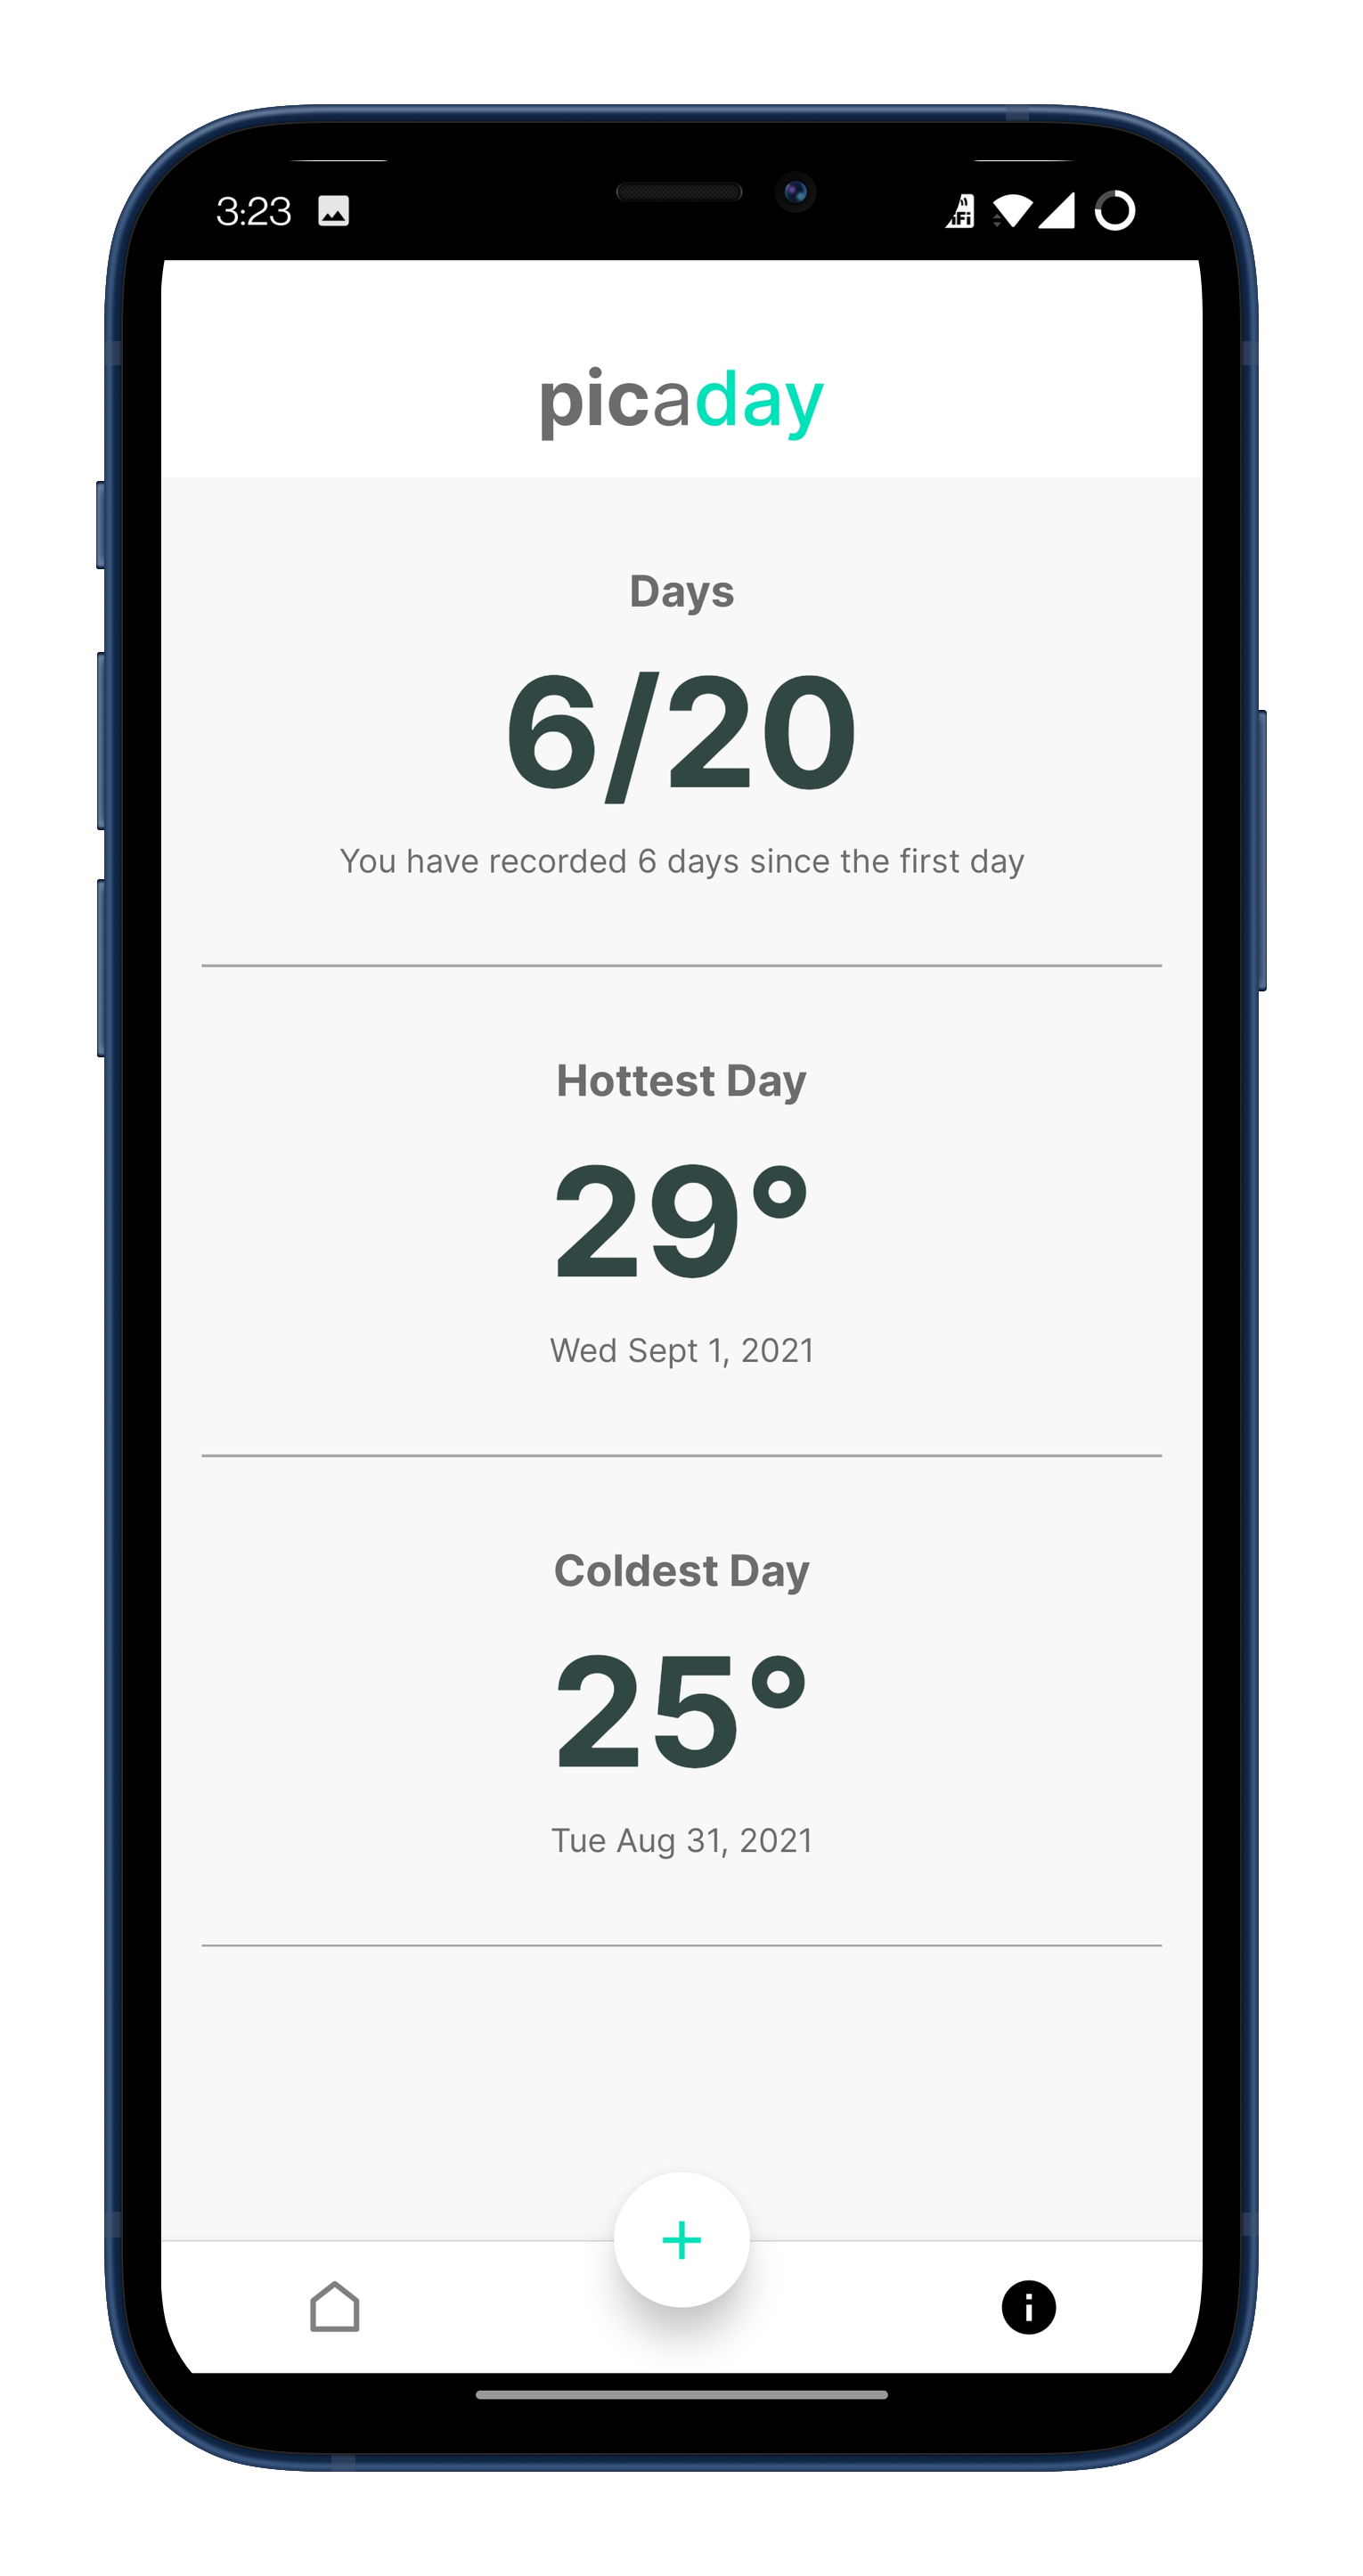 3:23
picaday
Days
6/20
You have recorded 6 days since the first day
Hottest Day
29°
Wed Sept 1, 2021
Coldest Day
25°
Tue Aug 31, 2021